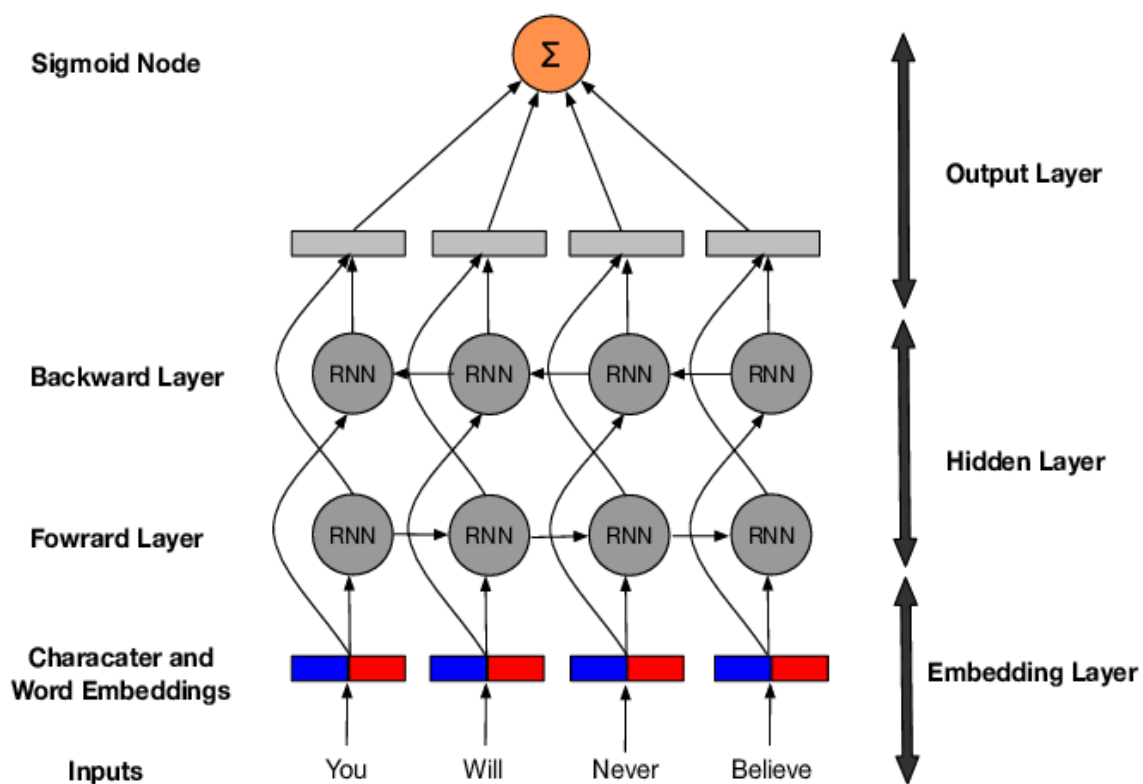 Sigmoid Node
Σ
Output Layer
Backward Layer
RNN RNN RNN RNN
Hidden Layer
Fowrard Layer
RNN RNN RNN RNN
Characater and
Word Embeddings
Embedding Layer
Inputs
You Will Never Believe